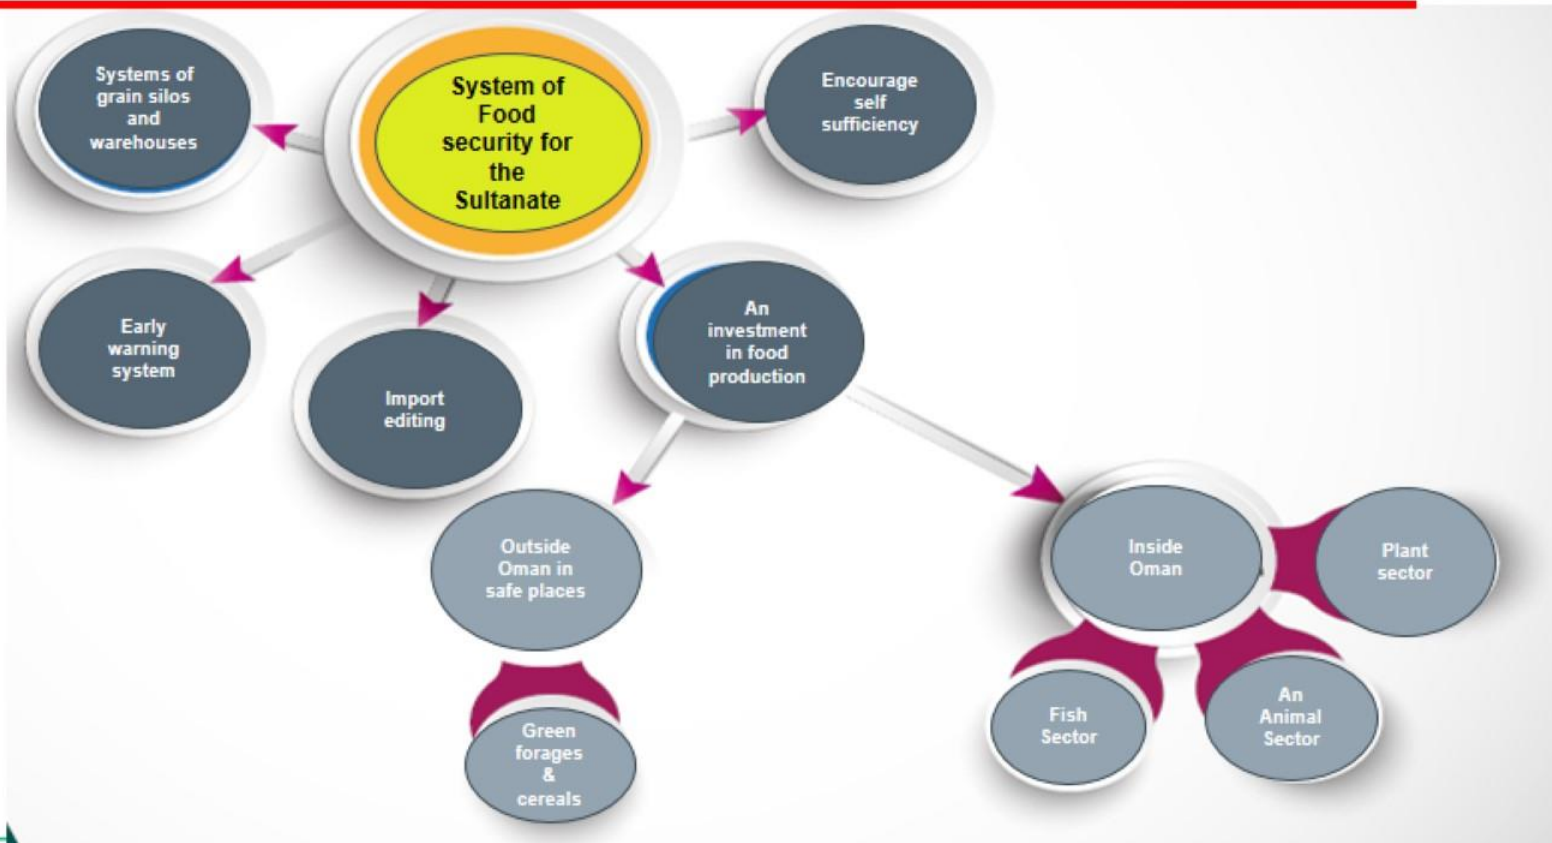 Systems of
grain silos
and
warehouses
System of
Food
security for
the
Sultanate
Encourage
self
sufficiency
Early
warning
system
Import
editing
An
investment
in food
production
Outside
Oman in
safe places
Inside
Oman
Plant
sector
Green
forages
&
cereals
Fish
Sector
An
Animal
Sector